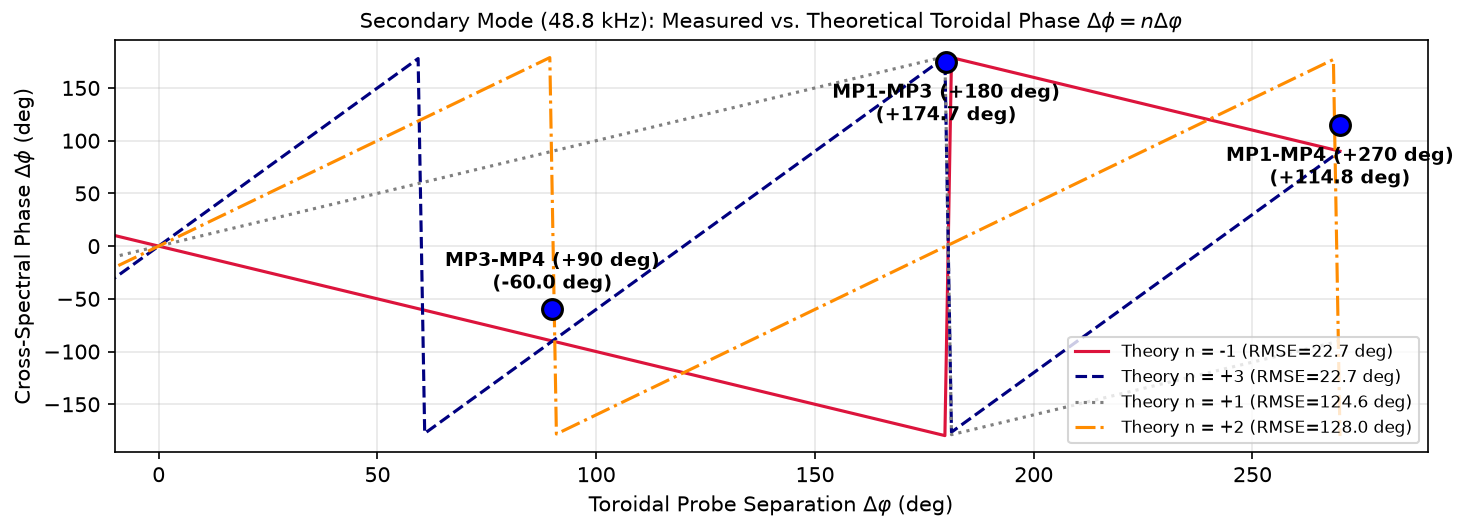 Secondary Mode (48.8 kHz): Measured vs. Theoretical Toroidal Phase Δϕ = nΔφ
Cross-Spectral Phase Δϕ (deg)
150
100
50
0
−50
−100
−150
MP1-MP3 (+180 deg)
(+174.7 deg)
MP1-MP4 (+270 deg)
(+114.8 deg)
MP3-MP4 (+90 deg)
(-60.0 deg)
Theory n = -1 (RMSE=22.7 deg)
Theory n = +3 (RMSE=22.7 deg)
Theory n = +1 (RMSE=124.6 deg)
Theory n = +2 (RMSE=128.0 deg)
0
50
100
150
200
250
Toroidal Probe Separation Δφ (deg)